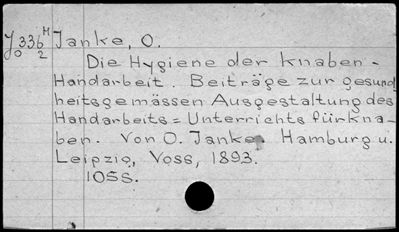 J 336 H Janke, O.
0 2
Die Hygiene der Knaben-
Handarbeit. Beiträge zur gesund
heitsgemässen Ausgestaltung des
Handarbeits=Unterrichts für Kna-
ben. Von O. Janke. Hamburg u.
Leipzig, Voss, 1893.
10SS.